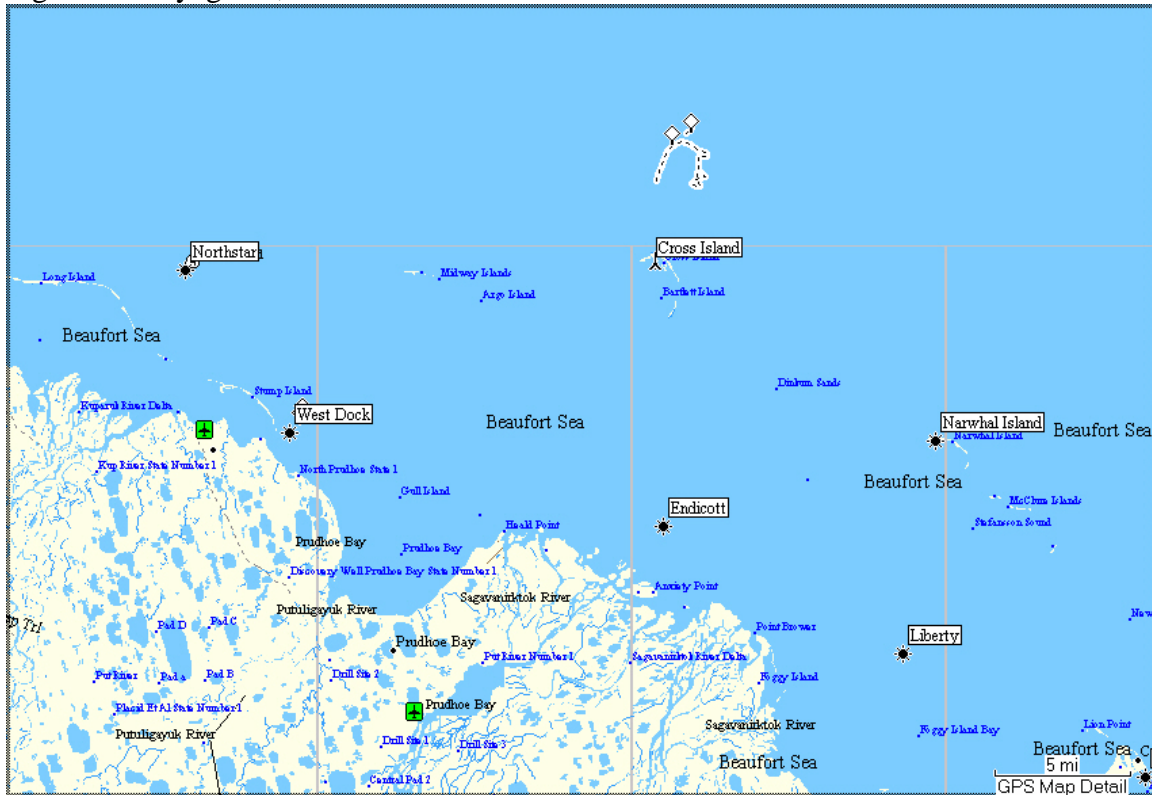 Northstar
Cross Island
Long Island
Midway Islands
Argo Island
Bartlett Island
Beaufort Sea
Stump Island
Dinkum Sands
Kuparuk River Delta
West Dock
Beaufort Sea
Narwhal Island
Beaufort Sea
Narwhal Island
Kup River State Number 1
North Prudhoe State 1
Beaufort Sea
Gull Island
McClure Islands
Endicott
Stefansson Sound
Heald Point
Prudhoe Bay
Prudhoe Bay
Discovery Well Prudhoe Bay State Number 1
Anxiety Point
Sagavanirktok River
Putuligayuk River
Trl
Pad D
Pad C
Point Brower
Liberty
Prudhoe Bay
Put River Number 1
Sagavanirktok River Delta
Put River
Pad A
Pad B
Drill Site 2
Foggy Island
Placid Et Al State Number 1
Prudhoe Bay
Sagavanirktok River
Putuligayuk River
Foggy Island Bay
Lion Point
Drill Site 1
Drill Site 3
Beaufort Sea
Beaufort Sea
Central Pad 2
5 mi
GPS Map Detail